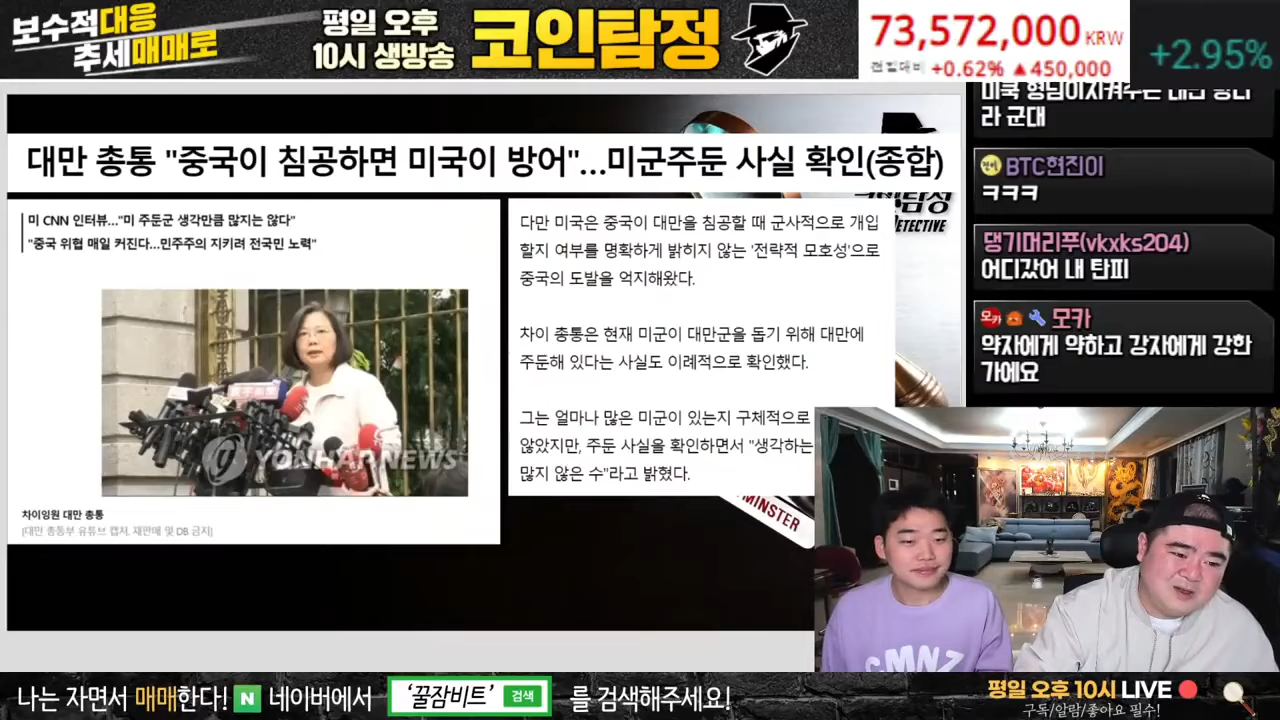 보수적대응
추세매매로
평일 오후
10시 생방송
코인탐정
73,572,000 KRW
전일대비 +0.62% ▲450,000
+2.95%
라 군대
BTC현진이
ㅋㅋㅋ
댕기머리푸(vkxks204)
어디갔어 내 탄피
모카
모카
약자에게 약하고 강자에게 강한
가에요
대만 총통 "중국이 침공하면 미국이 방어"...미군주둔 사실 확인(종합)
미 CNN 인터뷰..."미 주둔군 생각만큼 많지는 않다"
"중국 위협 매일 커진다...민주주의 지키려 전국민 노력"
YONHAPNEWS
차이잉원 대만 총통
[대만 총통부 유튜브 캡처. 재판매 및 DB 금지]
다만 미국은 중국이 대만을 침공할 때 군사적으로 개입
할지 여부를 명확하게 밝히지 않는 '전략적 모호성'으로
중국의 도발을 억지해왔다.
차이 총통은 현재 미군이 대만군을 돕기 위해 대만에
주둔해 있다는 사실도 이례적으로 확인했다.
그는 얼마나 많은 미군이 있는지 구체적으로
않았지만, 주둔 사실을 확인하면서 "생각하는
많지 않은 수"라고 밝혔다.
코인탐정
DETECTIVE
MINSTER
CMNZ
나는 자면서 매매한다! N 네이버에서 '꿀잠비트' 검색 를 검색해주세요!
평일 오후 10시 LIVE
구독/알람/좋아요 필수!